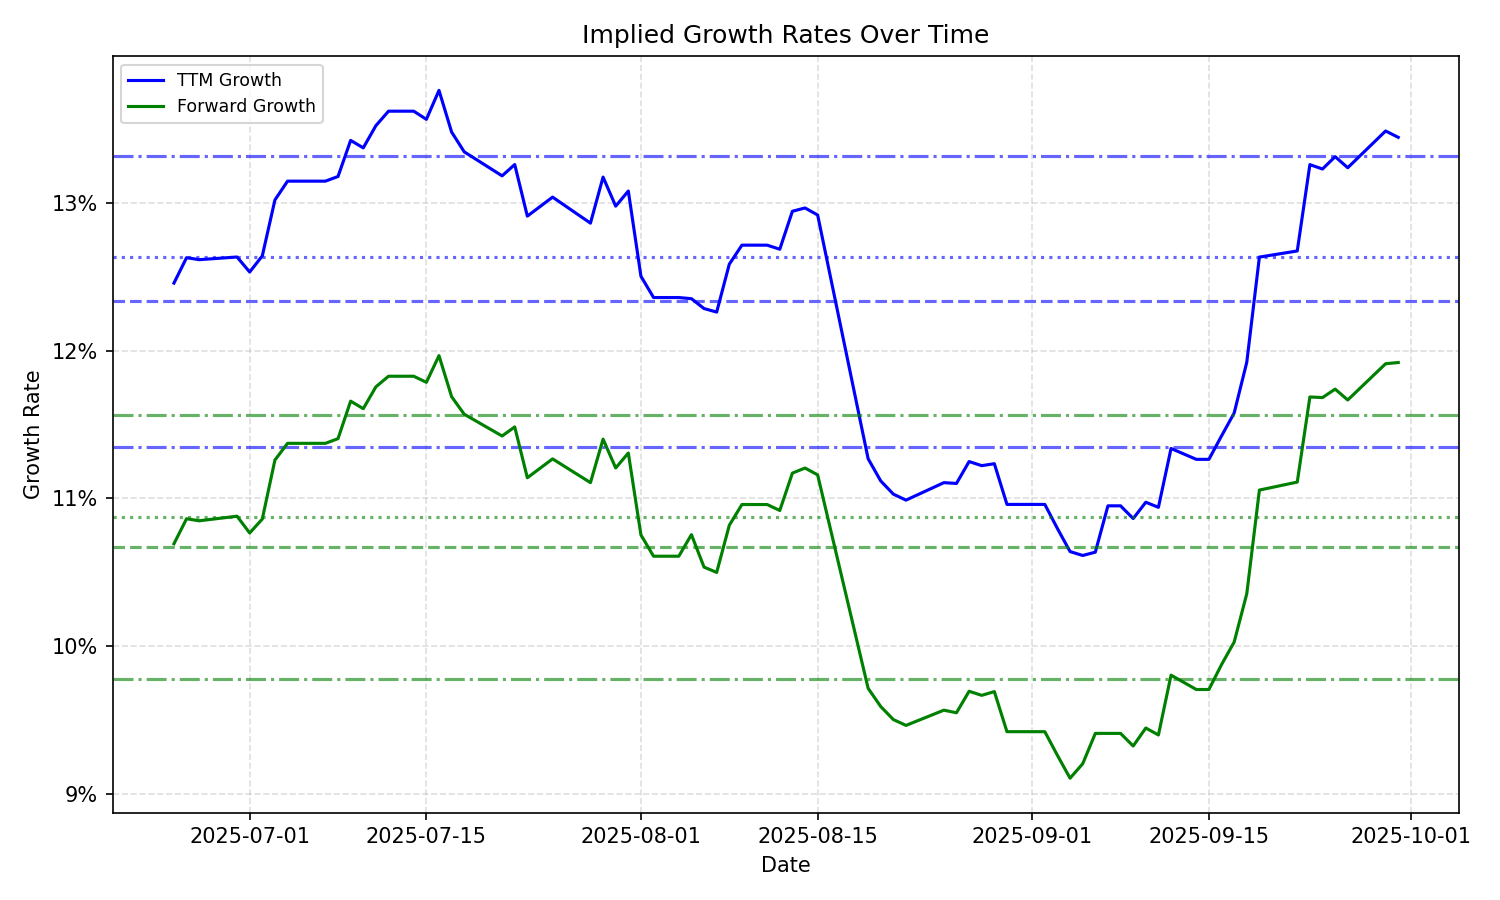 Implied Growth Rates Over Time
TTM Growth
Forward Growth
Growth Rate
13%
12%
11%
10%
9%
2025-07-01
2025-07-15
2025-08-01
2025-08-15
2025-09-01
2025-09-15
2025-10-01
Date